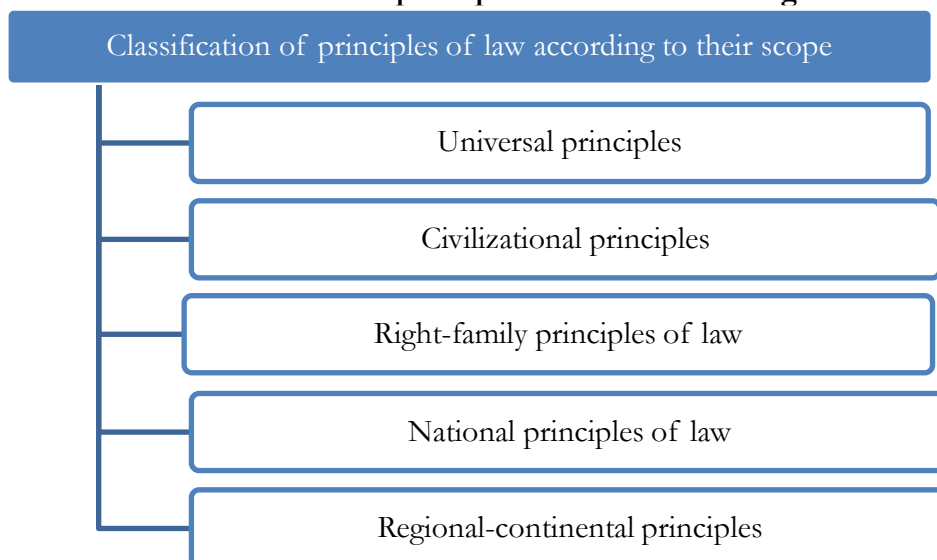 Classification of principles of law according to their scope
Universal principles
Civilizational principles
Right-family principles of law
National principles of law
Regional-continental principles